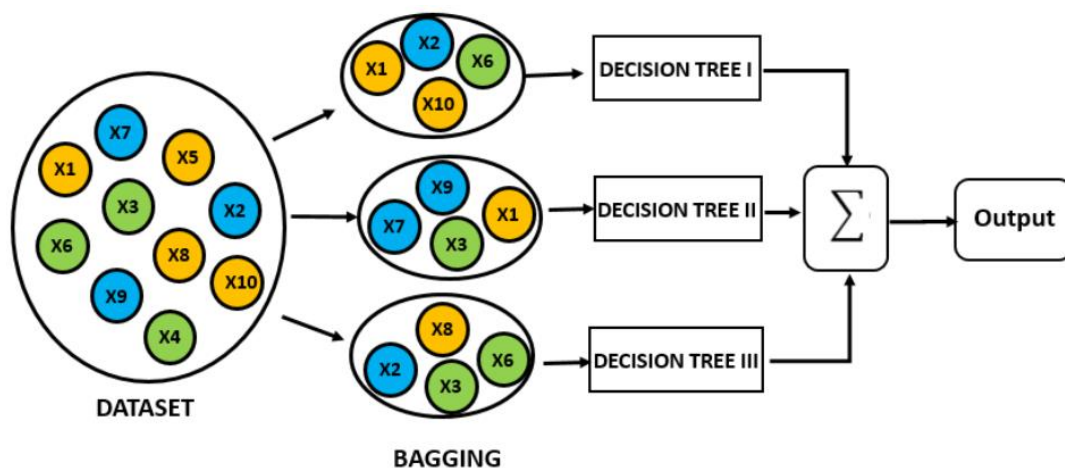 X7
X1
X5
X3
X2
X6
X8
X10
X9
X4
DATASET
X2
X1
X6
X10
X9
X7
X1
X3
X8
X2
X6
X3
BAGGING
DECISION TREE I
DECISION TREE II
DECISION TREE III
∑
Output